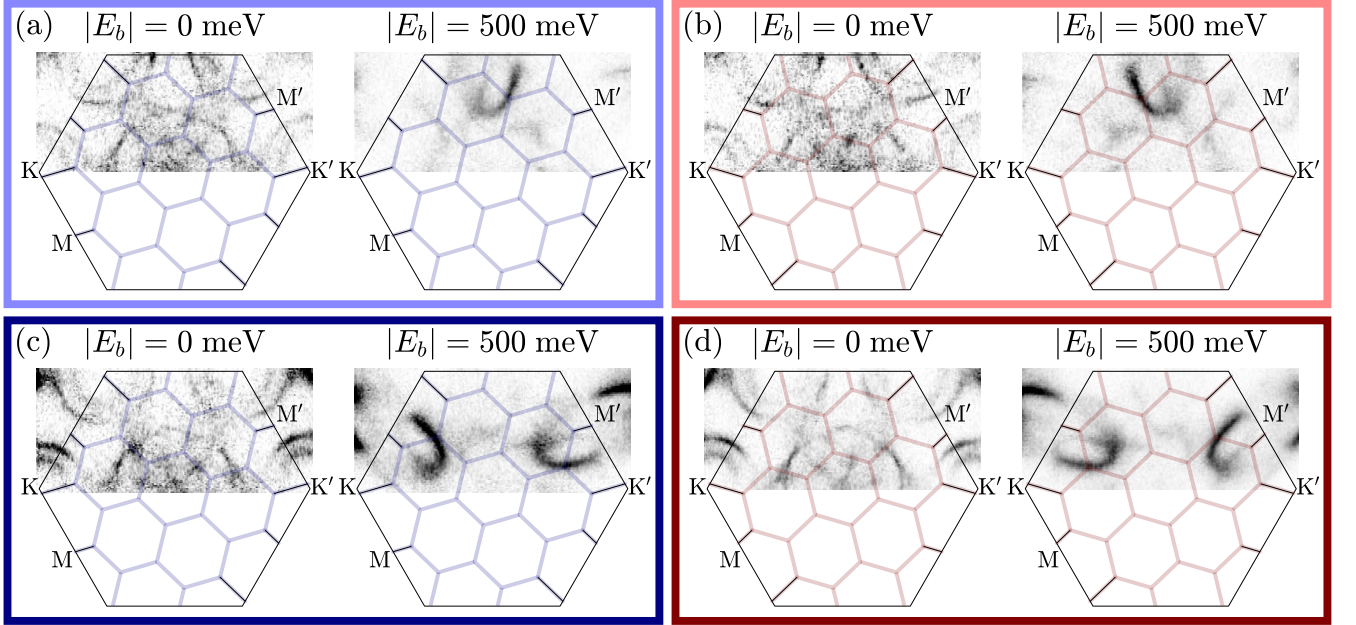 (a) |E_b| = 0 meV |E_b| = 500 meV
M′ M′
K K′ K′
M M
(b) |E_b| = 0 meV |E_b| = 500 meV
M′ M′
K K′ K′
M M
(c) |E_b| = 0 meV |E_b| = 500 meV
M′ M′
K K′ K K′
M M
(d) |E_b| = 0 meV |E_b| = 500 meV
M′ M′
K K′ K K′
M M